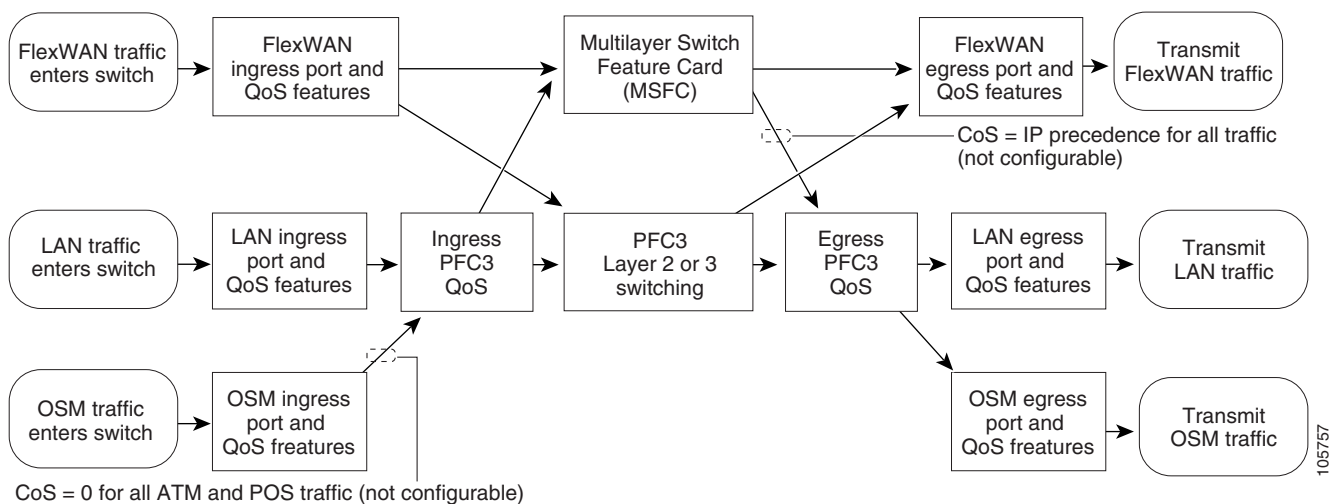 FlexWAN traffic
enters switch
FlexWAN
ingress port and
QoS features
Multilayer Switch
Feature Card
(MSFC)
FlexWAN
egress port and
QoS features
Transmit
FlexWAN traffic
CoS = IP precedence for all traffic
(not configurable)
LAN traffic
enters switch
LAN ingress
port and
QoS features
Ingress
PFC3
QoS
PFC3
Layer 2 or 3
switching
Egress
PFC3
QoS
LAN egress
port and
QoS features
Transmit
LAN traffic
OSM traffic
enters switch
OSM ingress
port and
QoS freatures
OSM egress
port and
QoS freatures
Transmit
OSM traffic
105757
CoS = 0 for all ATM and POS traffic (not configurable)